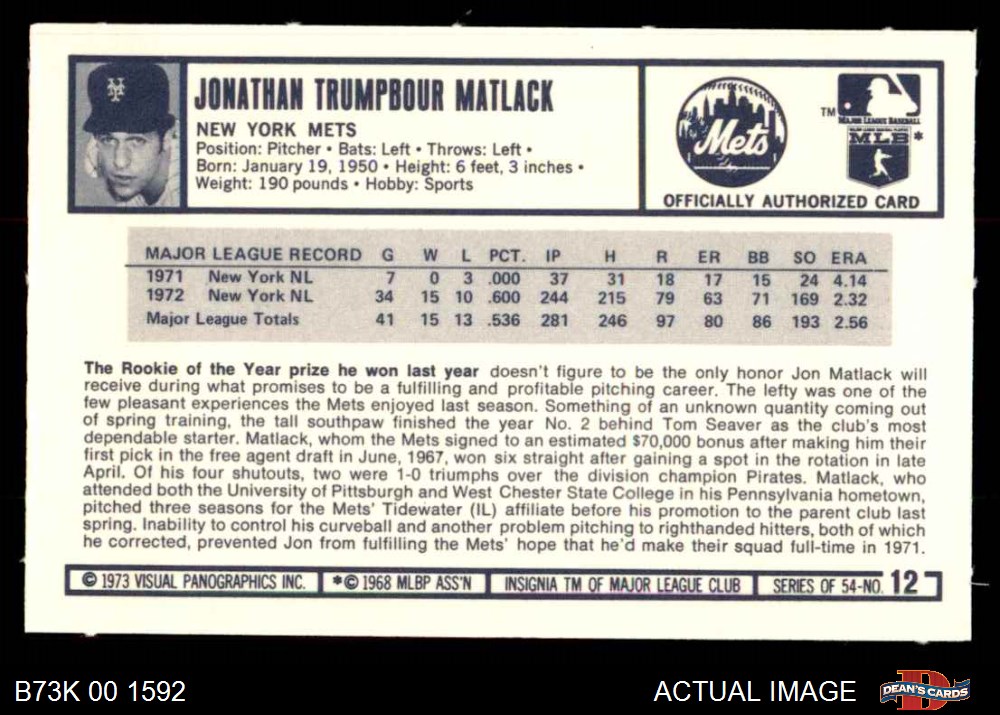 JONATHAN TRUMPBOUR MATLACK
NEW YORK METS
Position: Pitcher • Bats: Left • Throws: Left •
Born: January 19, 1950 • Height: 6 feet, 3 inches •
Weight: 190 pounds • Hobby: Sports
NY
Mets
TM
MAJOR LEAGUE BASEBALL
MAJOR LEAGUE BASEBALL PLAYERS
MLB *
OFFICIALLY AUTHORIZED CARD
MAJOR LEAGUE RECORD G W L PCT. IP H R ER BB SO ERA
1971 New York NL 7 0 3 .000 37 31 18 17 15 24 4.14
1972 New York NL 34 15 10 .600 244 215 79 63 71 169 2.32
Major League Totals 41 15 13 .536 281 246 97 80 86 193 2.56
The Rookie of the Year prize he won last year doesn't figure to be the only honor Jon Matlack will
receive during what promises to be a fulfilling and profitable pitching career. The lefty was one of the
few pleasant experiences the Mets enjoyed last season. Something of an unknown quantity coming out
of spring training, the tall southpaw finished the year No. 2 behind Tom Seaver as the club's most
dependable starter. Matlack, whom the Mets signed to an estimated $70,000 bonus after making him their
first pick in the free agent draft in June, 1967, won six straight after gaining a spot in the rotation in late
April. Of his four shutouts, two were 1-0 triumphs over the division champion Pirates. Matlack, who
attended both the University of Pittsburgh and West Chester State College in his Pennsylvania hometown,
pitched three seasons for the Mets' Tidewater (IL) affiliate before his promotion to the parent club last
spring. Inability to control his curveball and another problem pitching to righthanded hitters, both of which
he corrected, prevented Jon from fulfilling the Mets' hope that he'd make their squad full-time in 1971.
© 1973 VISUAL PANOGRAPHICS INC. *© 1968 MLBP ASS'N INSIGNIA TM OF MAJOR LEAGUE CLUB SERIES OF 54-NO. 12
B73K 00 1592
ACTUAL IMAGE
DEAN'S CARDS